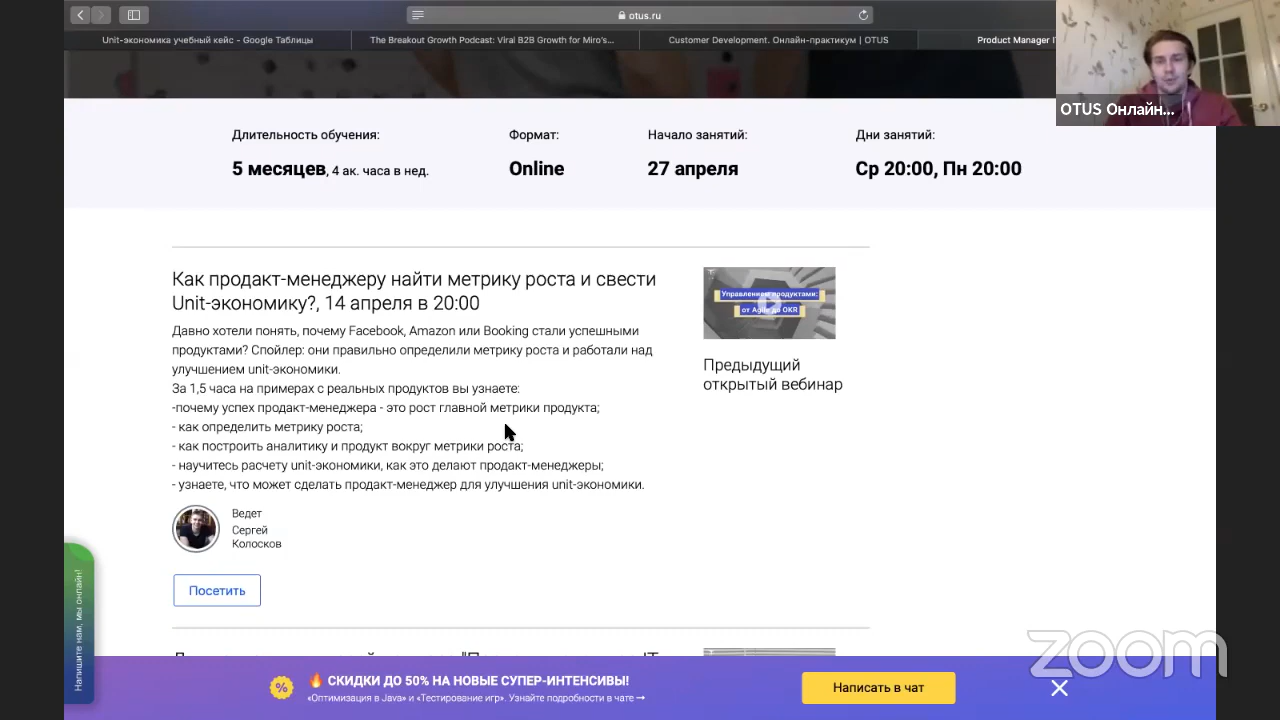 otus.ru
Unit-экономика учебный кейс - Google Таблицы
The Breakout Growth Podcast: Viral B2B Growth for Miro's...
Customer Development. Онлайн-практикум | OTUS
Product Manager I
OTUS Онлайн...
Длительность обучения:
Формат:
Начало занятий:
Дни занятий:
5 месяцев, 4 ак. часа в нед.
Online
27 апреля
Ср 20:00, Пн 20:00
Как продакт-менеджеру найти метрику роста и свести
Unit-экономику?, 14 апреля в 20:00
Давно хотели понять, почему Facebook, Amazon или Booking стали успешными
продуктами? Спойлер: они правильно определили метрику роста и работали над
улучшением unit-экономики.
За 1,5 часа на примерах с реальных продуктов вы узнаете:
-почему успех продакт-менеджера - это рост главной метрики продукта;
- как определить метрику роста;
- как построить аналитику и продукт вокруг метрики роста;
- научитесь расчету unit-экономики, как это делают продакт-менеджеры;
- узнаете, что может сделать продакт-менеджер для улучшения unit-экономики.
Управлением продуктами:
от Agile до OKR
Предыдущий
открытый вебинар
Ведет
Сергей
Колосков
Посетить
Напишите нам, мы онлайн!
%
СКИДКИ ДО 50% НА НОВЫЕ СУПЕР-ИНТЕНСИВЫ!
«Оптимизация в Java» и «Тестирование игр». Узнайте подробности в чате →
Написать в чат
zoom